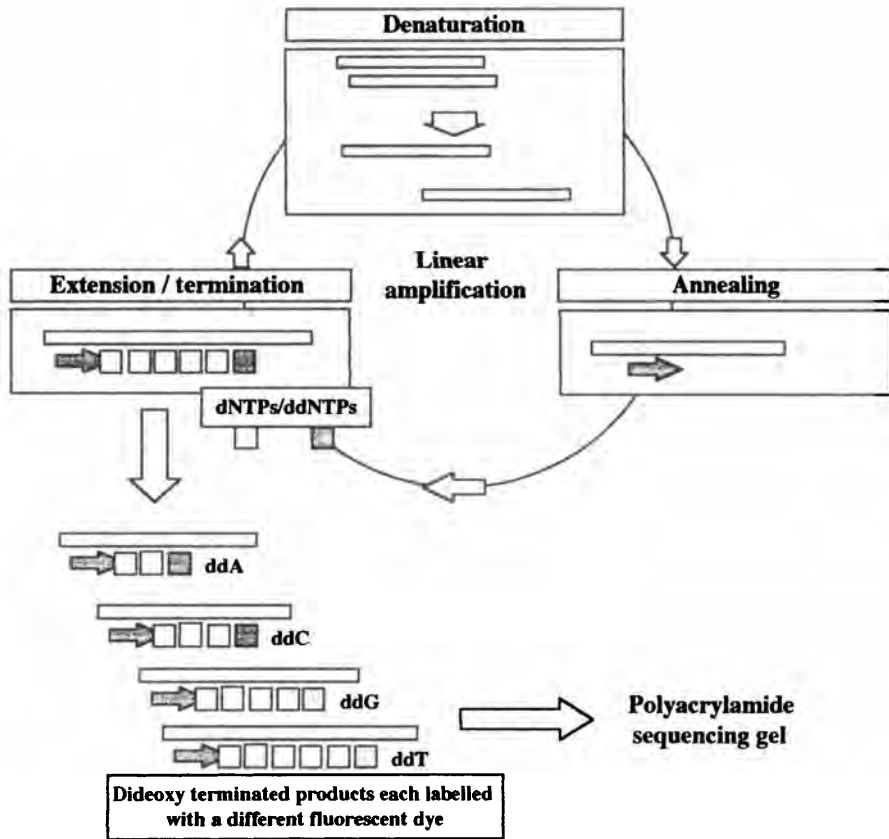 Denaturation
Extension / termination
Linear
amplification
Annealing
dNTPs/ddNTPs
ddA
ddC
ddG
ddT
Polyacrylamide
sequencing gel
Dideoxy terminated products each labelled
with a different fluorescent dye